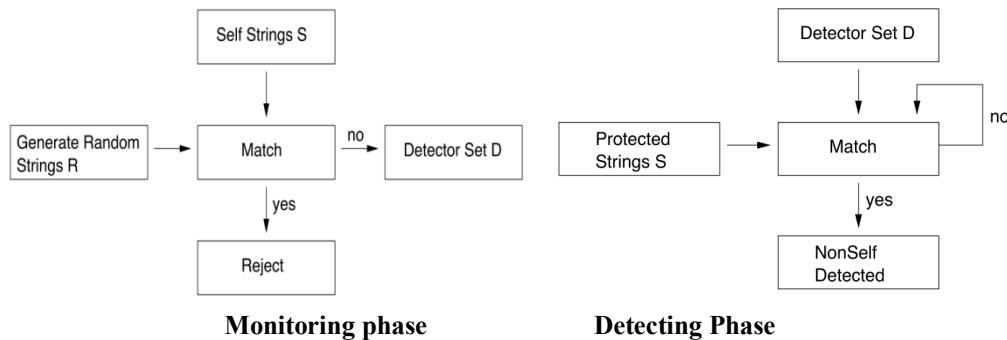 Self Strings S
Generate Random
Strings R
Match
no
Detector Set D
yes
Reject
Monitoring phase
Detector Set D
Protected
Strings S
Match
no
yes
NonSelf
Detected
Detecting Phase